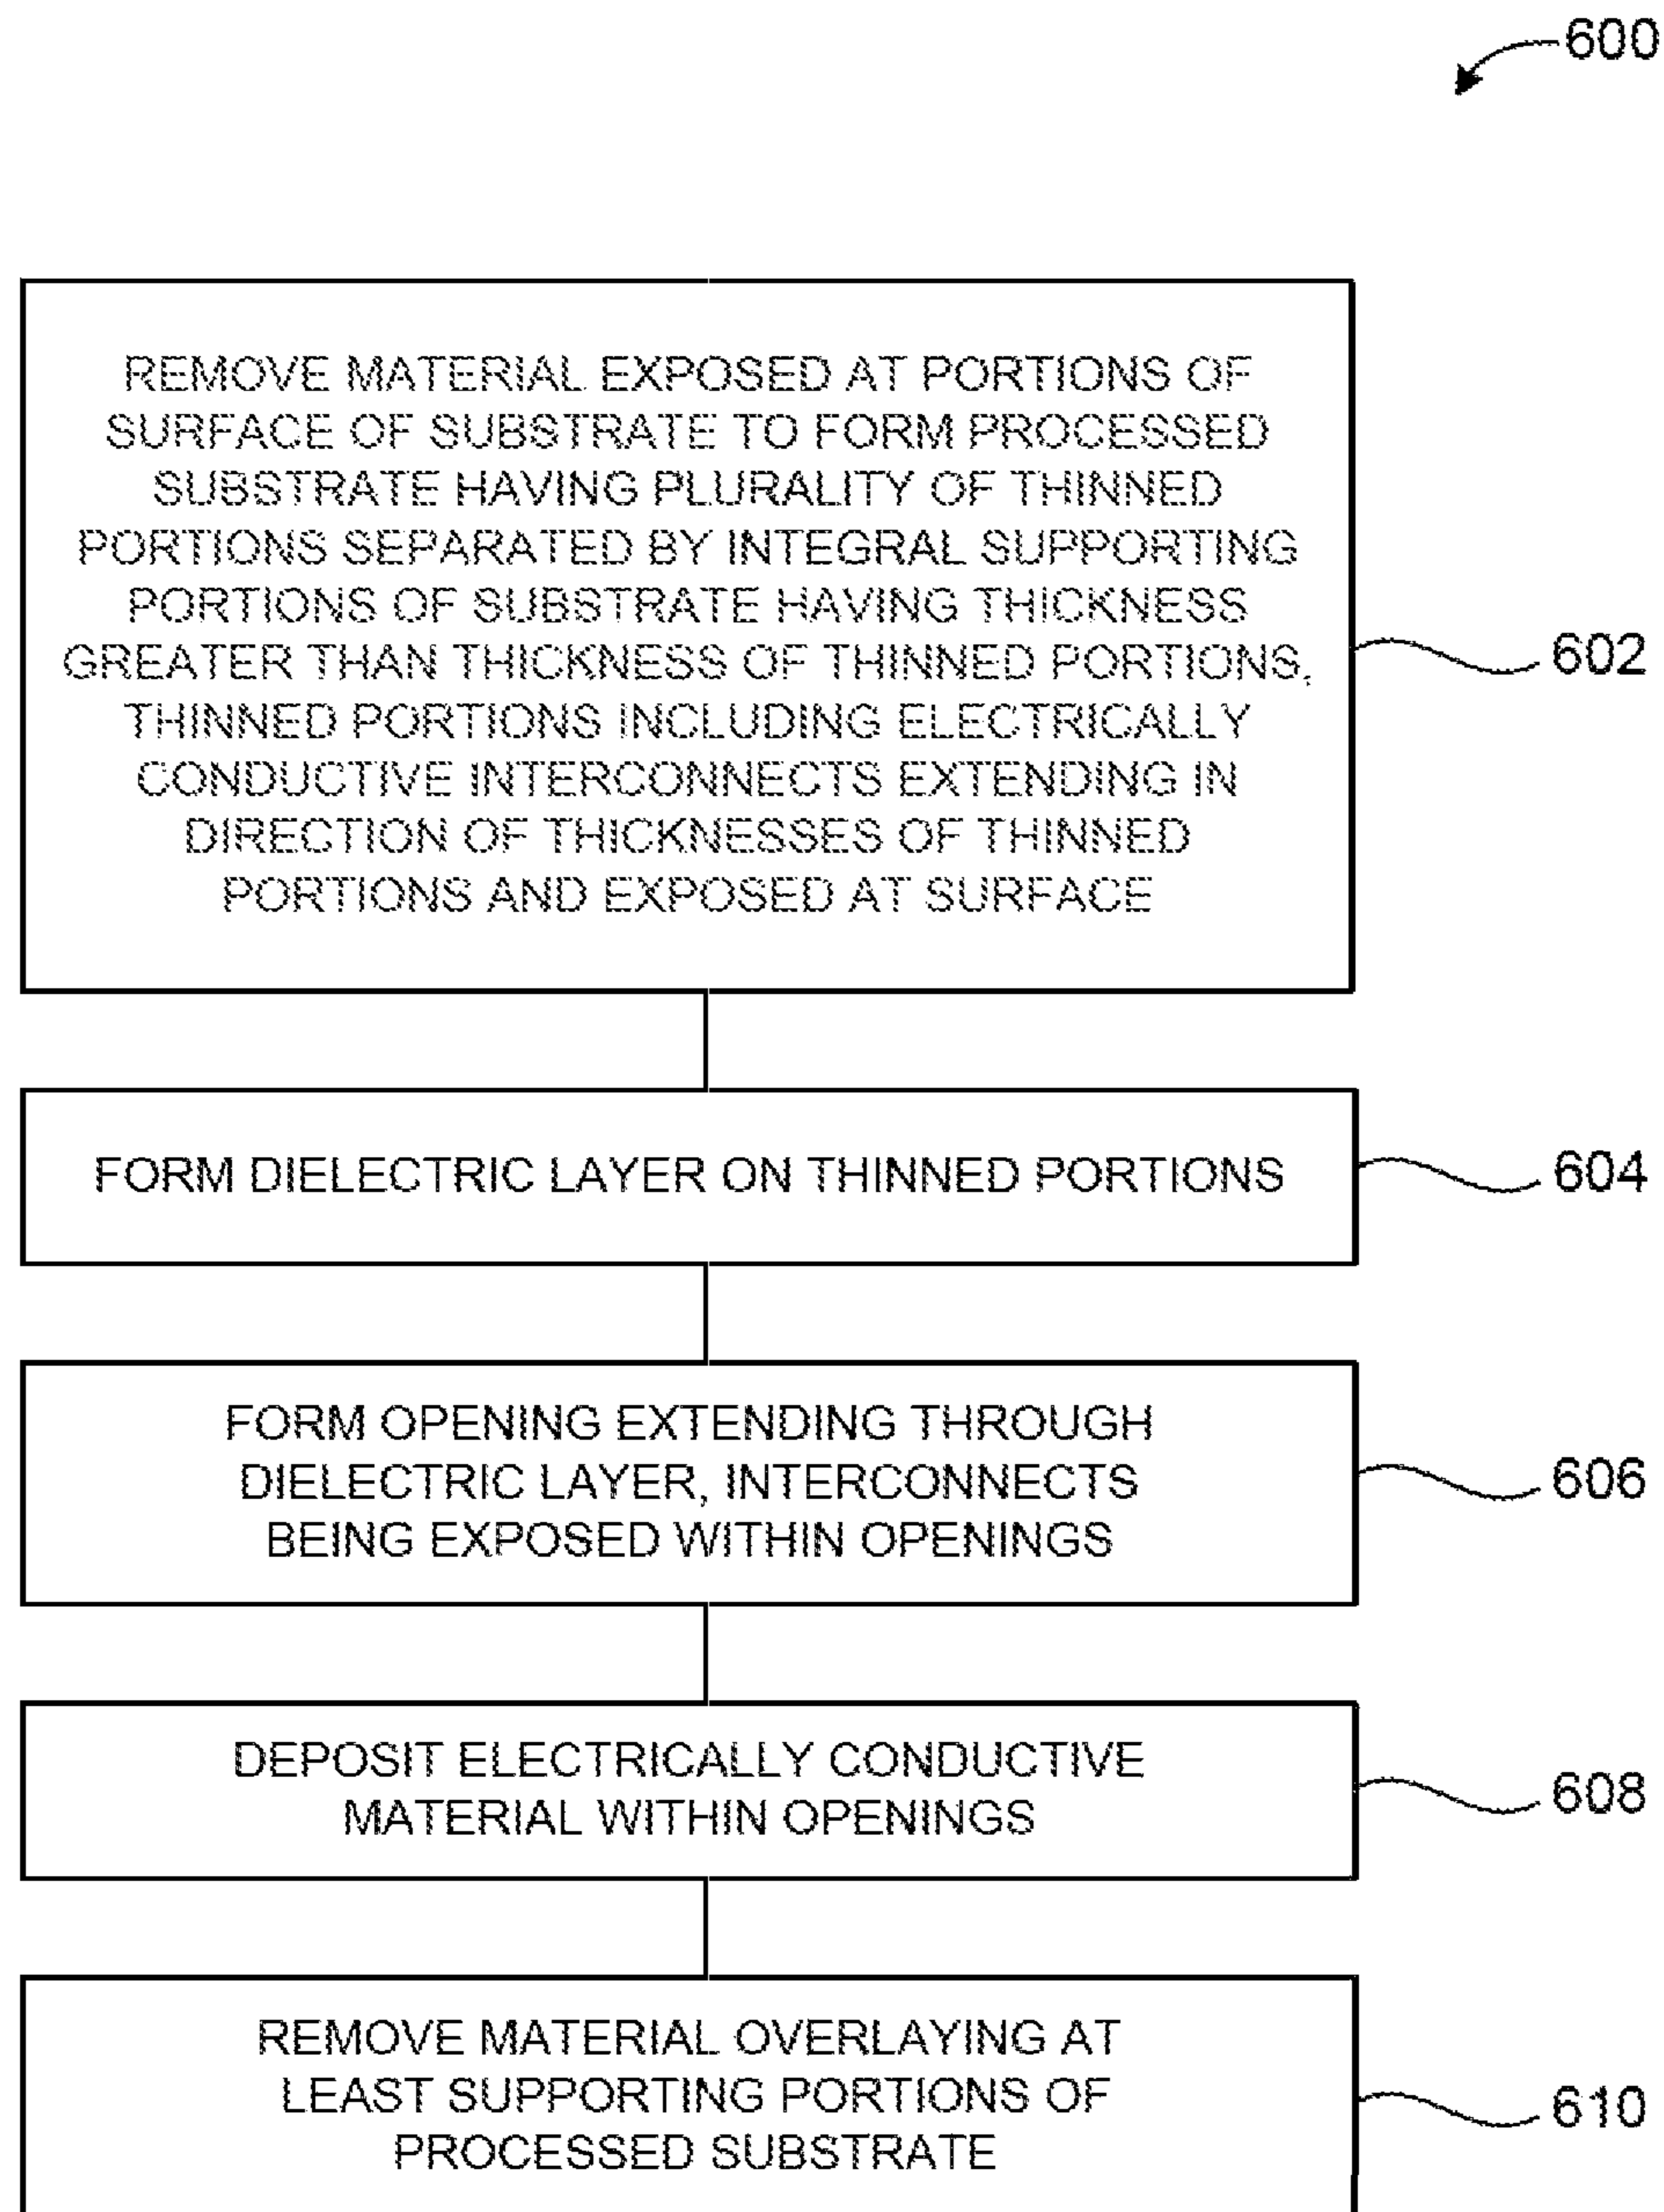 600
REMOVE MATERIAL EXPOSED AT PORTIONS OF
SURFACE OF SUBSTRATE TO FORM PROCESSED
SUBSTRATE HAVING PLURALITY OF THINNED
PORTIONS SEPARATED BY INTEGRAL SUPPORTING
PORTIONS OF SUBSTRATE HAVING THICKNESS
GREATER THAN THICKNESS OF THINNED PORTIONS,
THINNED PORTIONS INCLUDING ELECTRICALLY
CONDUCTIVE INTERCONNECTS EXTENDING IN
DIRECTION OF THICKNESSES OF THINNED
PORTIONS AND EXPOSED AT SURFACE
602
FORM DIELECTRIC LAYER ON THINNED PORTIONS
604
FORM OPENING EXTENDING THROUGH
DIELECTRIC LAYER, INTERCONNECTS
BEING EXPOSED WITHIN OPENINGS
606
DEPOSIT ELECTRICALLY CONDUCTIVE
MATERIAL WITHIN OPENINGS
608
REMOVE MATERIAL OVERLAYING AT
LEAST SUPPORTING PORTIONS OF
PROCESSED SUBSTRATE
610